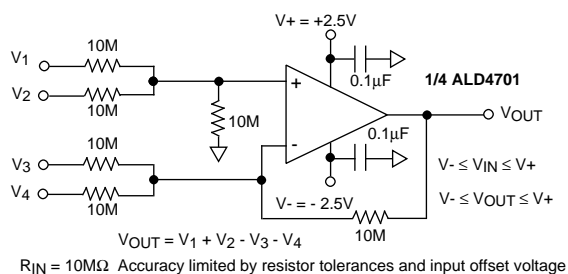 V+ = +2.5V
V1
10M
V2
10M
+
0.1µF
1/4 ALD4701
10M
VOUT
V3
10M
-
0.1µF
V4
10M
V- ≤ VIN ≤ V+
V- = - 2.5V
V- ≤ VOUT ≤ V+
10M
VOUT = V1 + V2 - V3 - V4
RIN = 10MΩ Accuracy limited by resistor tolerances and input offset voltage